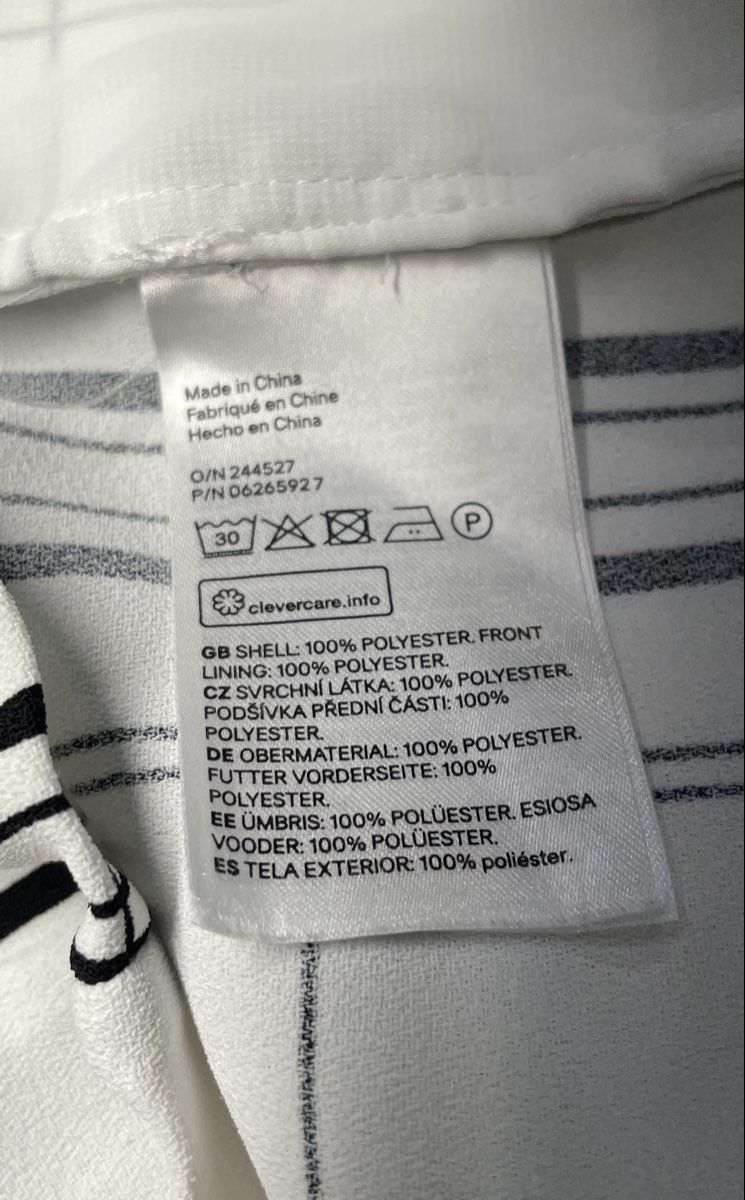 Made in China
Fabriqué en Chine
Hecho en China
O/N 244527
P/N 06265927
30 P
clevercare.info
GB SHELL: 100% POLYESTER. FRONT
LINING: 100% POLYESTER.
CZ SVRCHNÍ LÁTKA: 100% POLYESTER.
PODŠÍVKA PŘEDNÍ ČÁSTI: 100%
POLYESTER.
DE OBERMATERIAL: 100% POLYESTER.
FUTTER VORDERSEITE: 100%
POLYESTER.
EE ÜMBRIS: 100% POLÜESTER. ESIOSA
VOODER: 100% POLÜESTER.
ES TELA EXTERIOR: 100% poliéster.